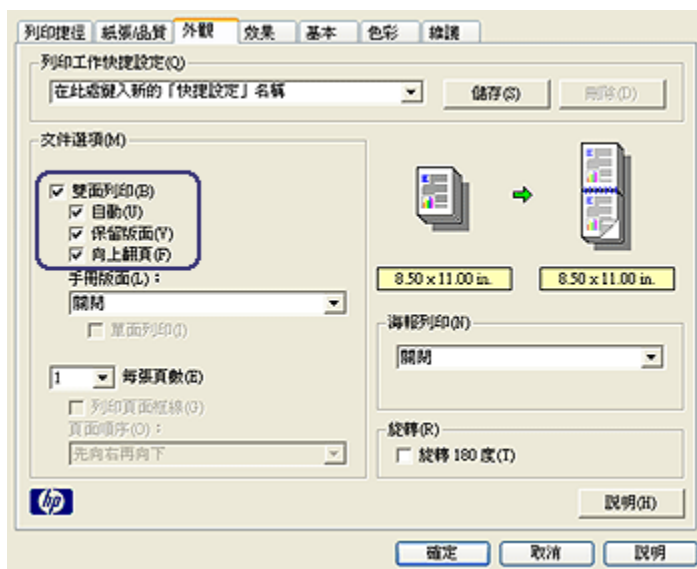 列印捷徑 紙張/品質 外觀 效果 基本 色彩 維護
列印工作快捷設定(Q)
在此處鍵入新的「快捷設定」名稱 儲存(S) 刪除(D)
文件選項(M)
雙面列印(B)
自動(U)
保留版面(Y)
向上翻頁(F)
手冊版面(L):
關閉
單面列印(I)
1 每張頁數(E)
列印頁面框線(G)
頁面順序(O):
先向右再向下
8.50 x 11.00 in. 8.50 x 11.00 in.
海報列印(N)
關閉
旋轉(R)
旋轉 180 度(T)
hp
說明(H)
確定 取消 說明